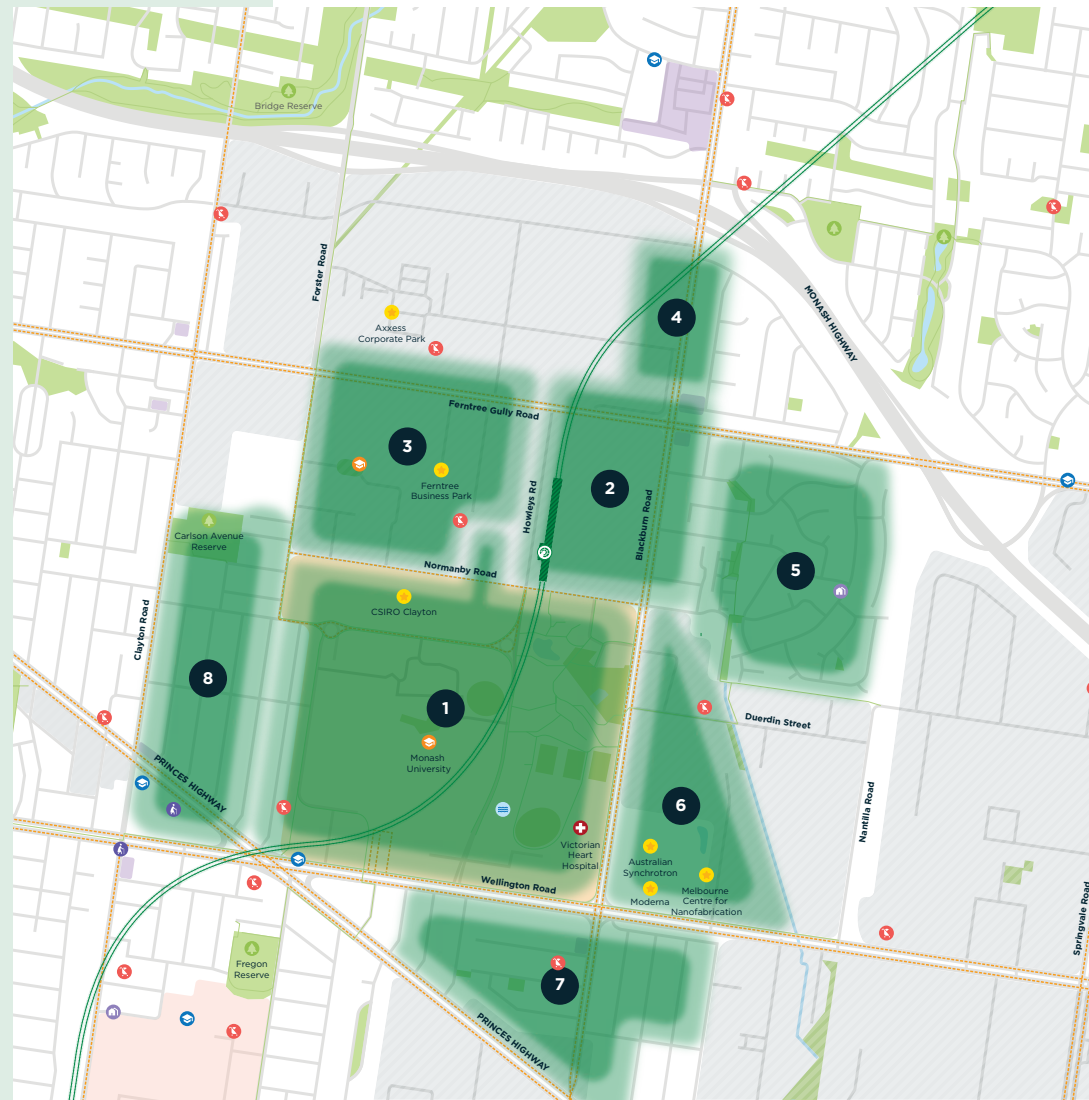 Bridge Reserve
Forster Road
MONASH HIGHWAY
4
Axxess
Corporate Park
Ferntree Gully Road
3
Ferntree
Business Park
Howleys Rd
2
Blackburn Road
Carlson Avenue
Reserve
Normanby Road
5
CSIRO Clayton
Clayton Road
8
1
Monash
University
Duerdin Street
PRINCES HIGHWAY
6
Nantilla Road
Victorian
Heart
Hospital
Australian
Synchrotron
Moderna
Melbourne
Centre for
Nanofabrication
Wellington Road
Springvale Road
Fregon
Reserve
7
PRINCES HIGHWAY